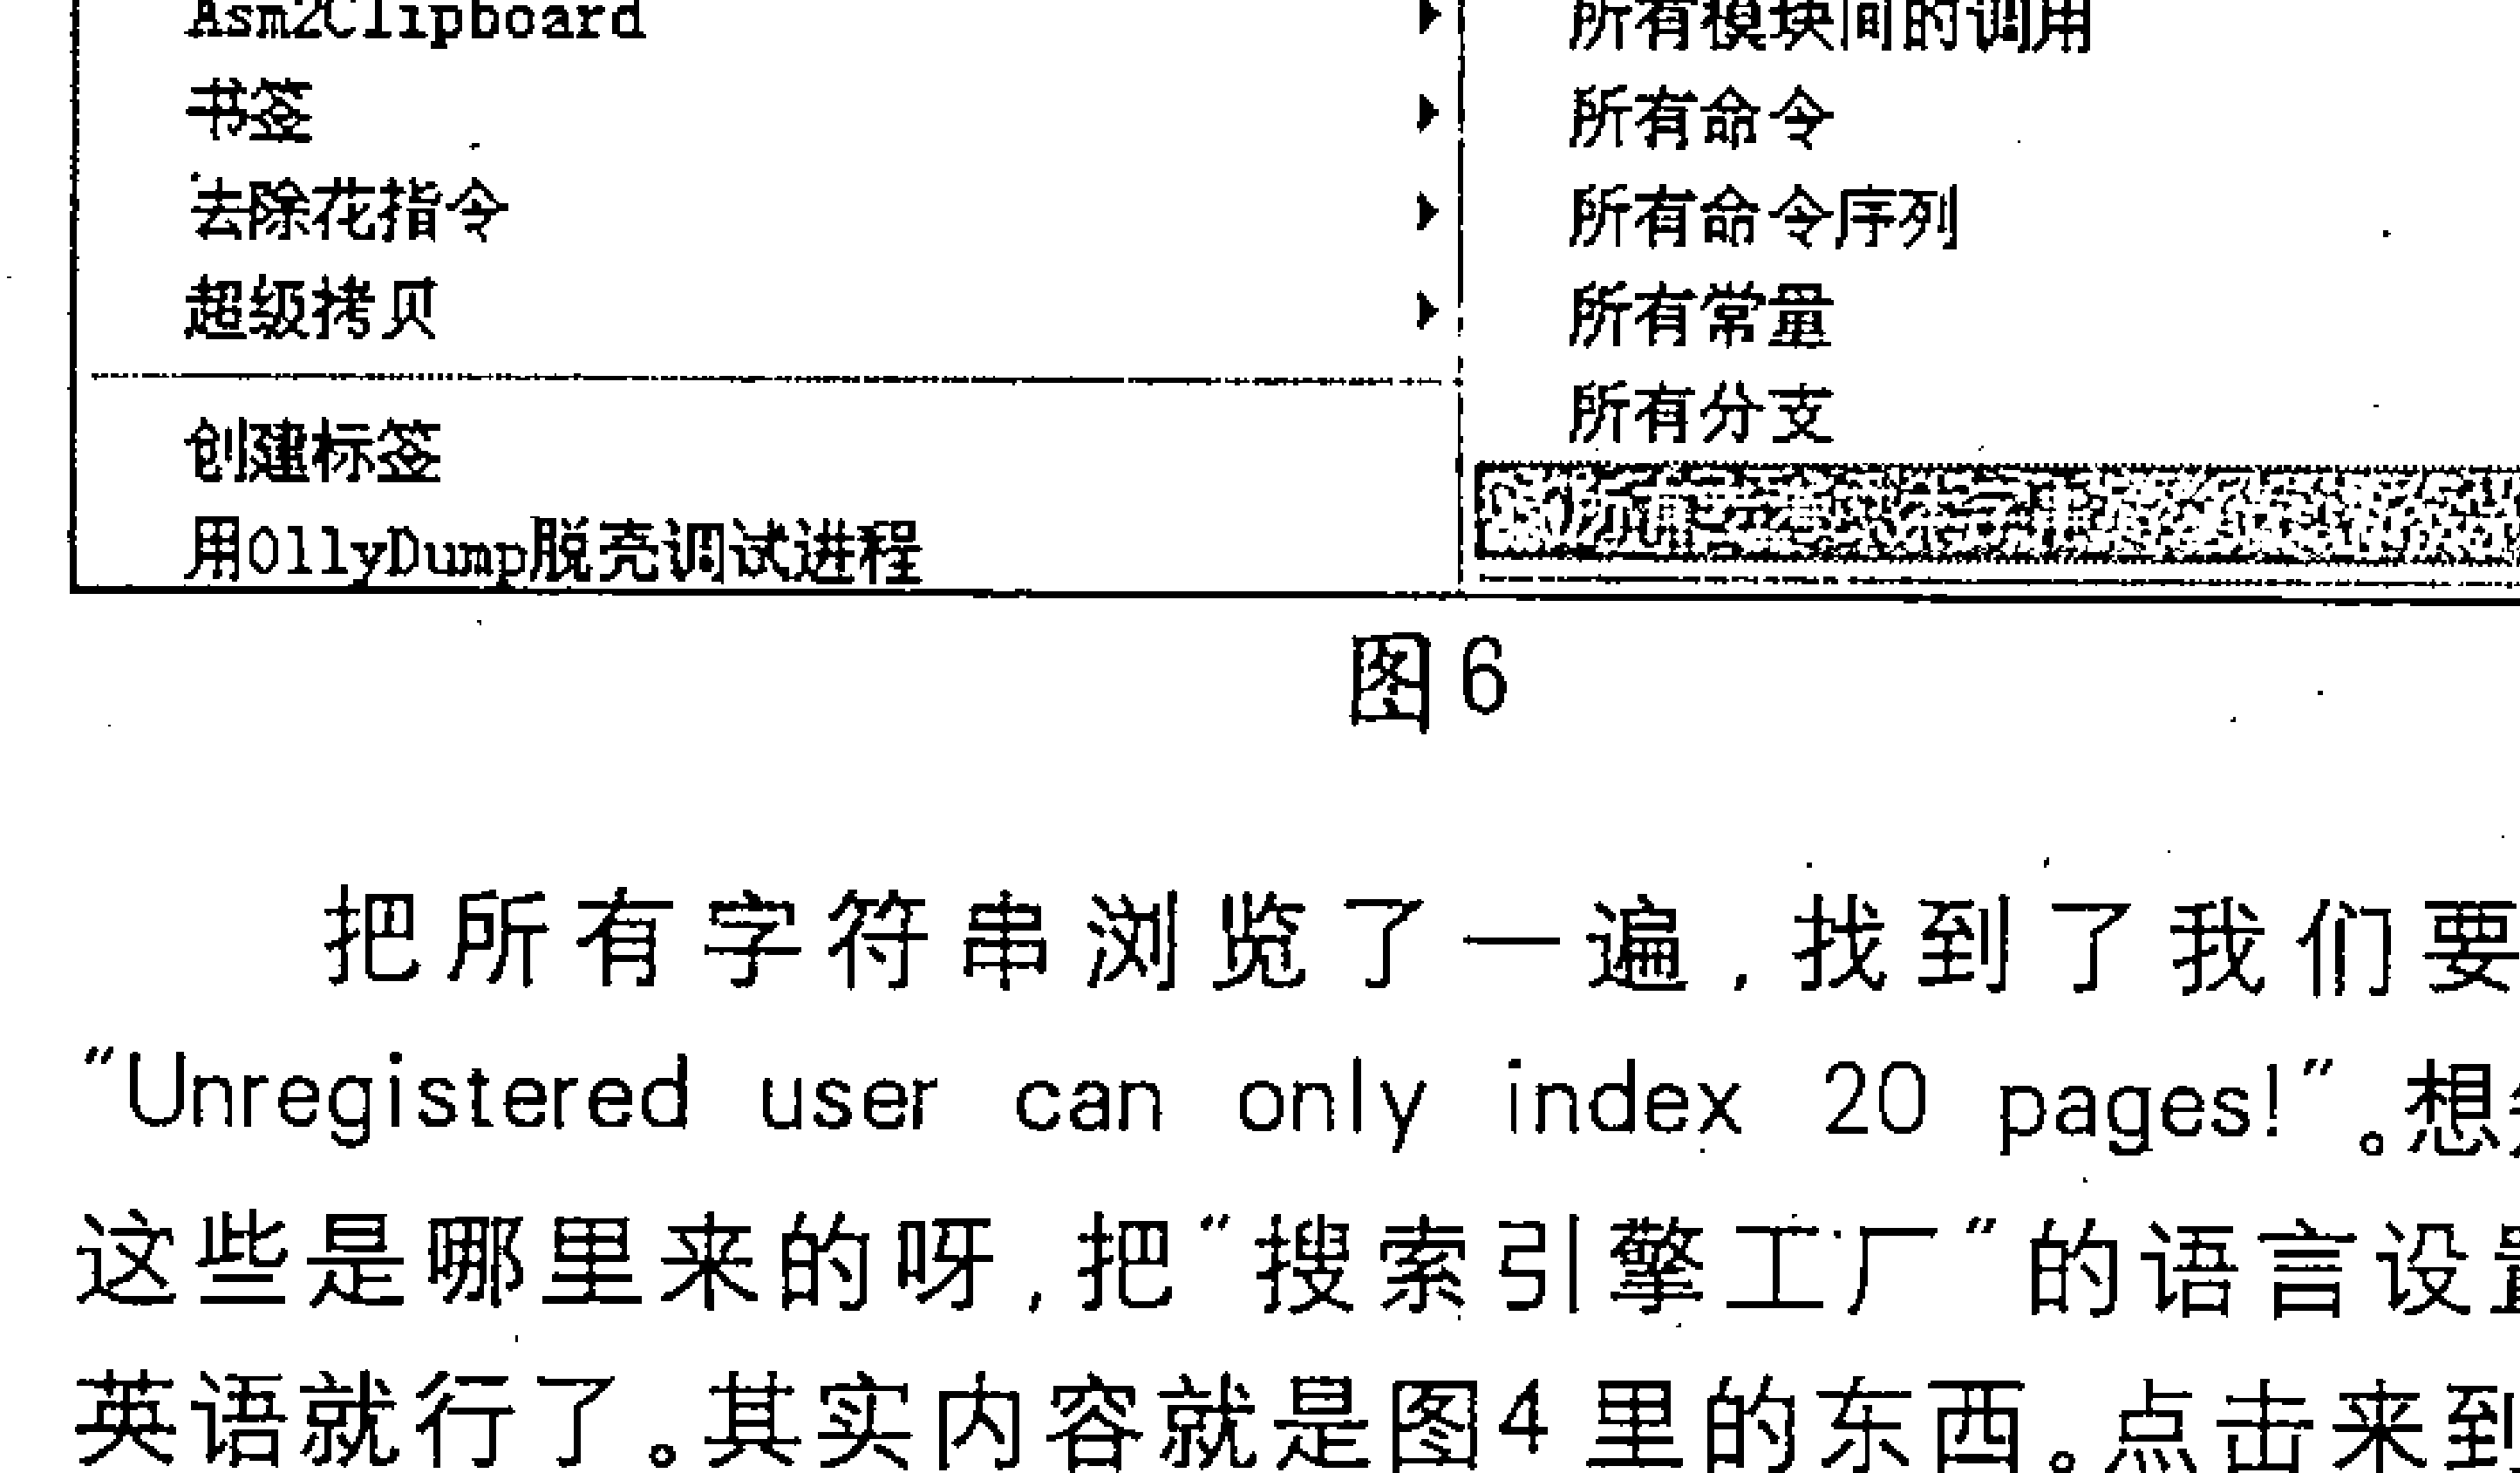 Asm2Clipboard
书签
去除花指令
超级拷贝
创建标签
用OllyDump脱壳调试进程
所有模块间的调用
所有命令
所有命令序列
所有常量
所有分支
图6
把所有字符串浏览了一遍,找到了我们要
“Unregistered user can only index 20 pages!”。想
这些是哪里来的呀,把“搜索引擎工厂”的语言设置
英语就行了。其实内容就是图4里的东西。点击来到